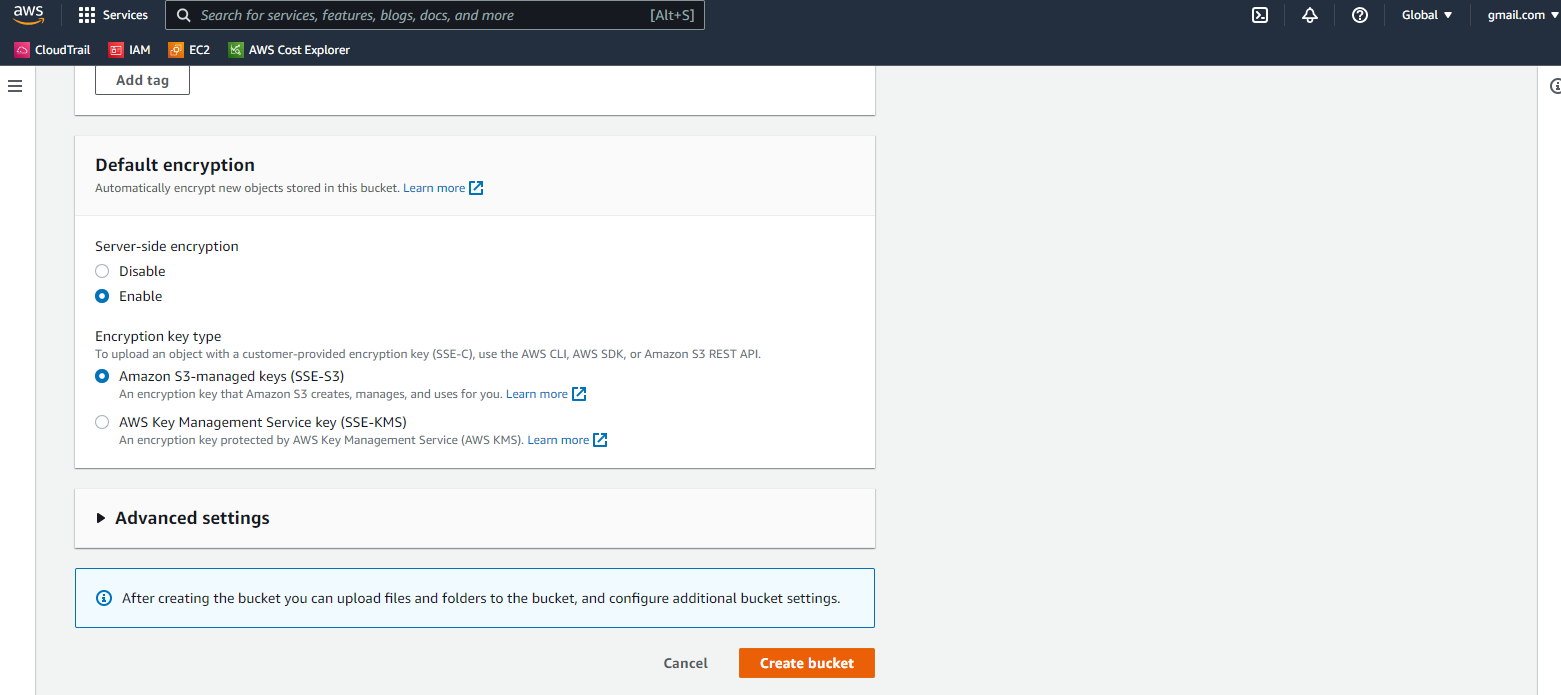 aws
Services
Search for services, features, blogs, docs, and more [Alt+S]
Global
gmail.com
CloudTrail IAM EC2 AWS Cost Explorer
Add tag
Default encryption
Automatically encrypt new objects stored in this bucket. Learn more
Server-side encryption
Disable
Enable
Encryption key type
To upload an object with a customer-provided encryption key (SSE-C), use the AWS CLI, AWS SDK, or Amazon S3 REST API.
Amazon S3-managed keys (SSE-S3)
An encryption key that Amazon S3 creates, manages, and uses for you. Learn more
AWS Key Management Service key (SSE-KMS)
An encryption key protected by AWS Key Management Service (AWS KMS). Learn more
Advanced settings
After creating the bucket you can upload files and folders to the bucket, and configure additional bucket settings.
Cancel Create bucket